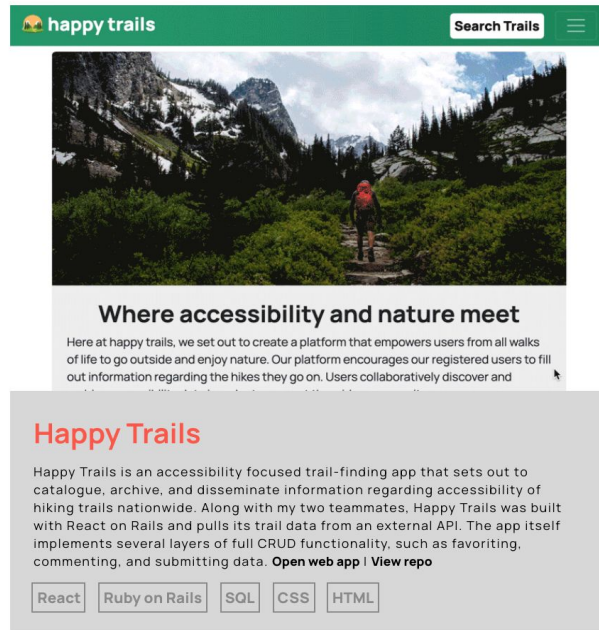 happy trails
Search Trails
Where accessibility and nature meet
Here at happy trails, we set out to create a platform that empowers users from all walks
of life to go outside and enjoy nature. Our platform encourages our registered users to fill
out information regarding the hikes they go on. Users collaboratively discover and
Happy Trails
Happy Trails is an accessibility focused trail-finding app that sets out to
catalogue, archive, and disseminate information regarding accessibility of
hiking trails nationwide. Along with my two teammates, Happy Trails was built
with React on Rails and pulls its trail data from an external API. The app itself
implements several layers of full CRUD functionality, such as favoriting,
commenting, and submitting data. Open web app | View repo
React Ruby on Rails SQL CSS HTML